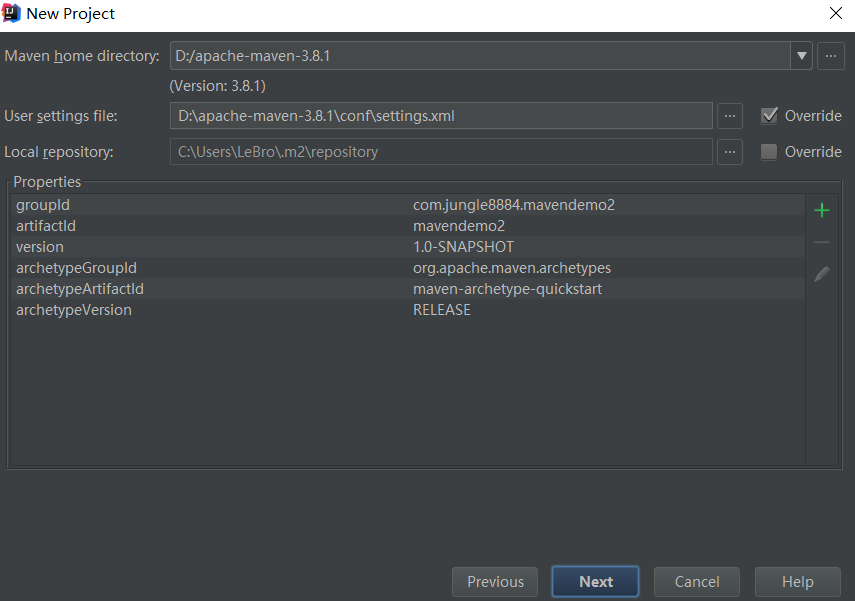 New Project
Maven home directory: D:/apache-maven-3.8.1
(Version: 3.8.1)
User settings file: D:\apache-maven-3.8.1\conf\settings.xml Override
Local repository: C:\Users\LeBro\.m2\repository Override
Properties
groupId com.jungle8884.mavendemo2
artifactId mavendemo2
version 1.0-SNAPSHOT
archetypeGroupId org.apache.maven.archetypes
archetypeArtifactId maven-archetype-quickstart
archetypeVersion RELEASE
Previous Next Cancel Help